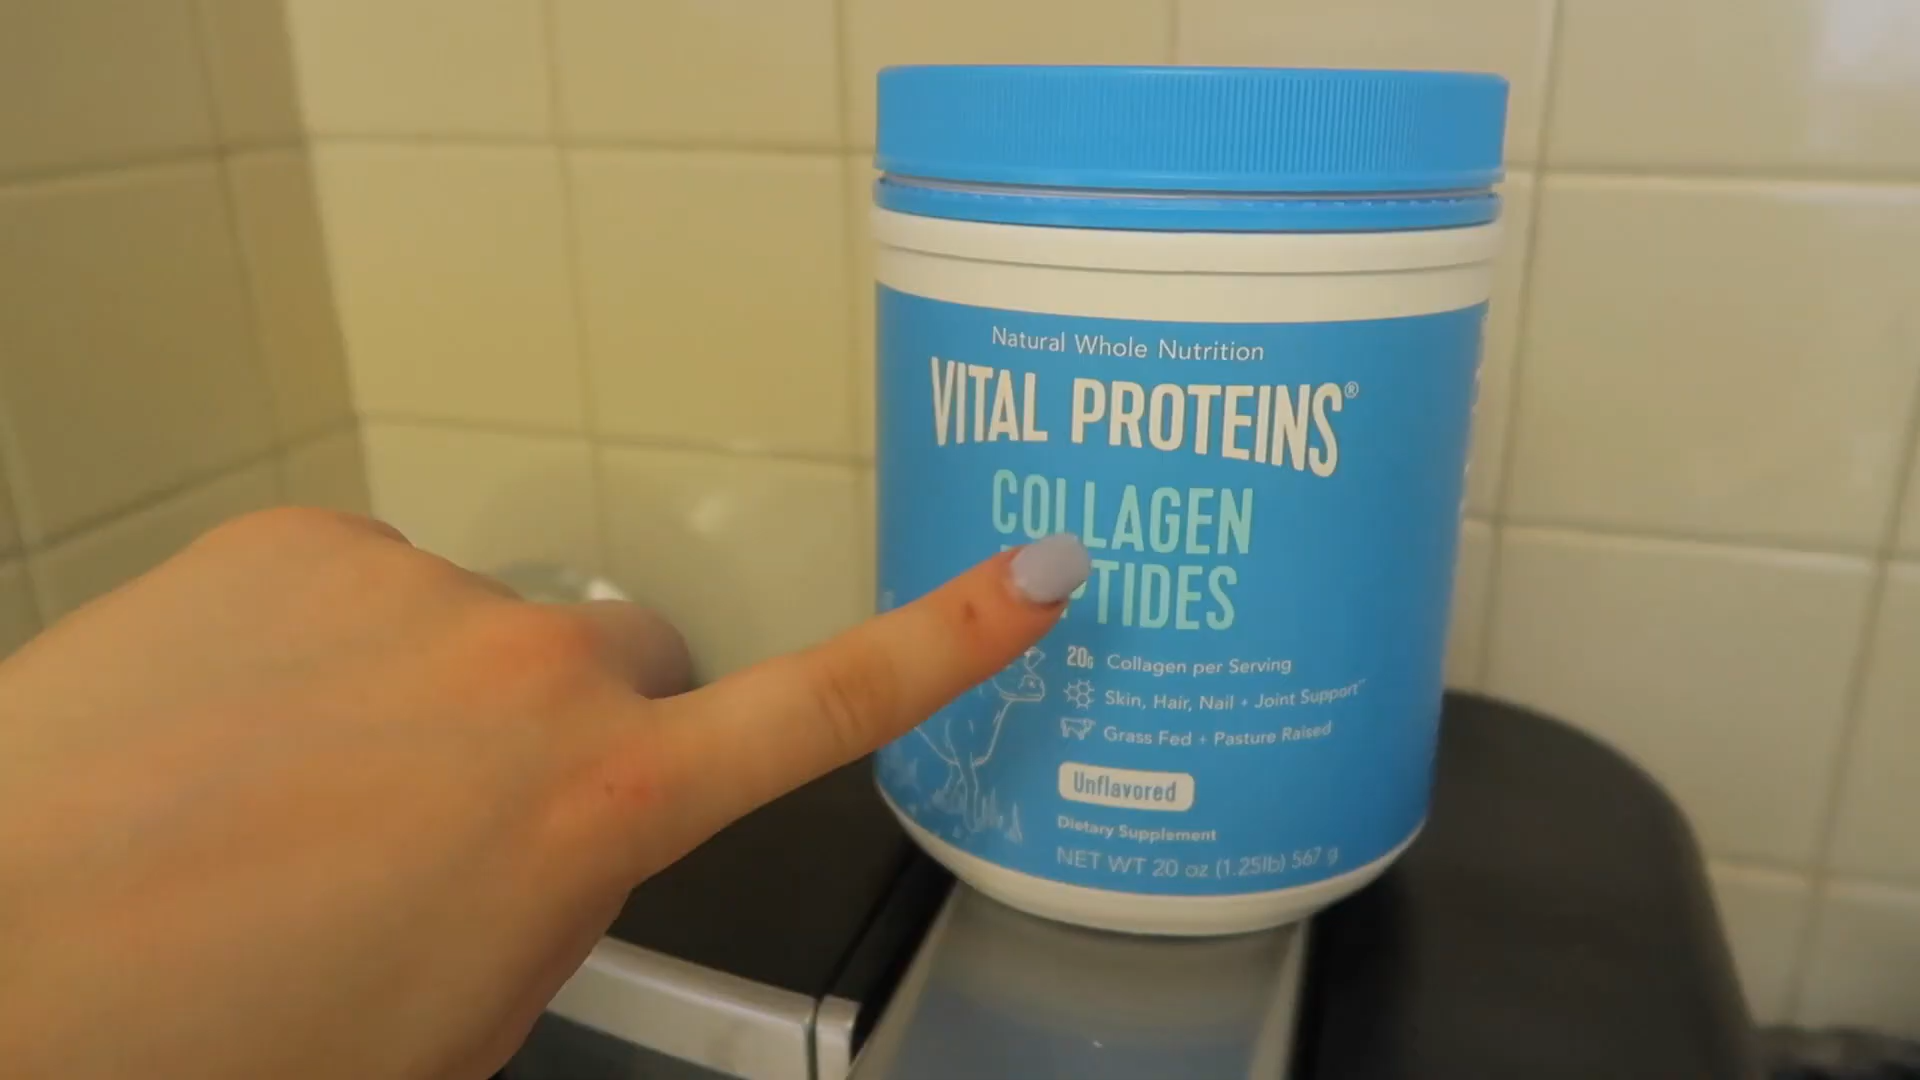 Natural Whole Nutrition
VITAL PROTEINS®
COLLAGEN
PTIDES
20G Collagen per Serving
Skin, Hair, Nail + Joint Support**
Grass Fed + Pasture Raised
Unflavored
Dietary Supplement
NET WT 20 oz (1.25lb) 567 g